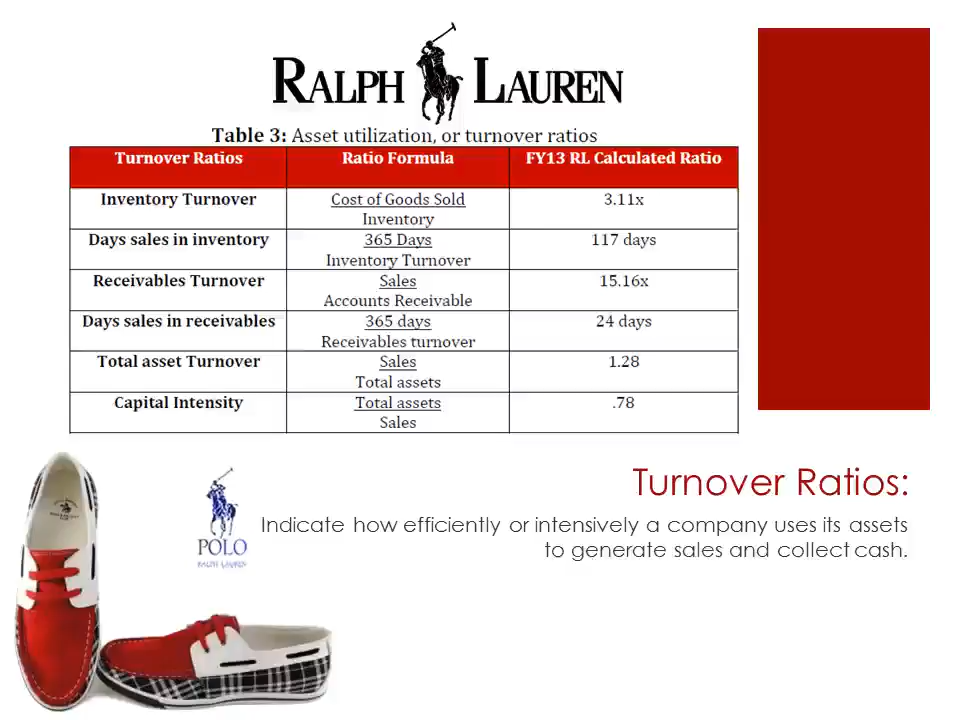 RALPH LAUREN
Table 3: Asset utilization, or turnover ratios
Turnover Ratios Ratio Formula FY13 RL Calculated Ratio
Inventory Turnover Cost of Goods Sold 3.11x
Inventory
Days sales in inventory 365 Days 117 days
Inventory Turnover
Receivables Turnover Sales 15.16x
Accounts Receivable
Days sales in receivables 365 days 24 days
Receivables turnover
Total asset Turnover Sales 1.28
Total assets
Capital Intensity Total assets .78
Sales
Turnover Ratios:
Indicate how efficiently or intensively a company uses its assets
to generate sales and collect cash.
POLO
RALPH LAUREN